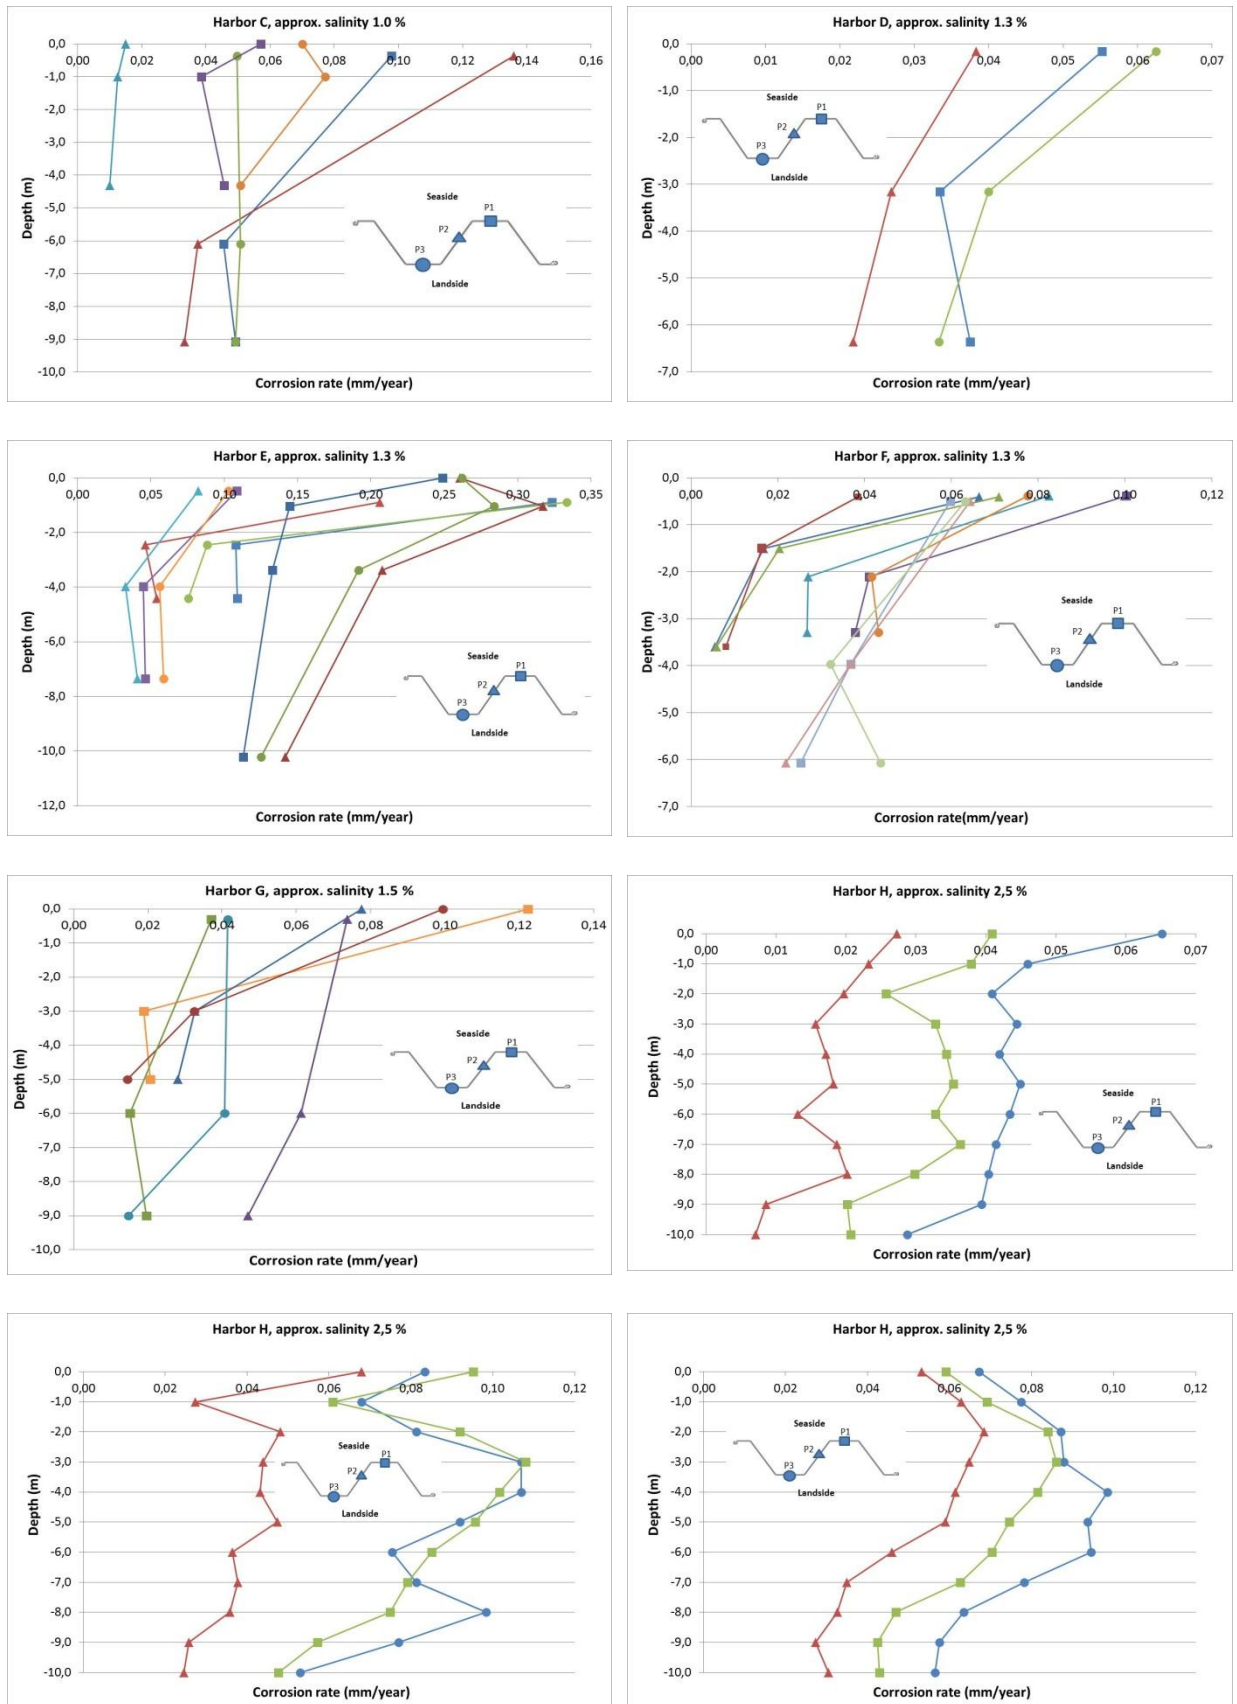 Harbor C, approx. salinity 1.0 %
0,00 0,02 0,04 0,06 0,08 0,10 0,12 0,14 0,16
0,0
-1,0
-2,0
-3,0
-4,0
-5,0
-6,0
-7,0
-8,0
-9,0
-10,0
Depth (m)
Seaside
P1
P2
P3
Landside
Corrosion rate (mm/year)
Harbor D, approx. salinity 1.3 %
0,00 0,01 0,02 0,03 0,04 0,05 0,06 0,07
0,0
-1,0
-2,0
-3,0
-4,0
-5,0
-6,0
-7,0
Depth (m)
Seaside
P1
P2
P3
Landside
Corrosion rate (mm/year)
Harbor E, approx. salinity 1.3 %
0,00 0,05 0,10 0,15 0,20 0,25 0,30 0,35
0,0
-2,0
-4,0
-6,0
-8,0
-10,0
-12,0
Depth (m)
Seaside
P1
P2
P3
Landside
Corrosion rate (mm/year)
Harbor F, approx. salinity 1.3 %
0,00 0,02 0,04 0,06 0,08 0,10 0,12
0,0
-1,0
-2,0
-3,0
-4,0
-5,0
-6,0
-7,0
Depth (m)
Seaside
P1
P2
P3
Landside
Corrosion rate(mm/year)
Harbor G, approx. salinity 1.5 %
0,00 0,02 0,04 0,06 0,08 0,10 0,12 0,14
0,0
-1,0
-2,0
-3,0
-4,0
-5,0
-6,0
-7,0
-8,0
-9,0
-10,0
Depth (m)
Seaside
P1
P2
P3
Landside
Corrosion rate (mm/year)
Harbor H, approx. salinity 2,5 %
0,00 0,01 0,02 0,03 0,04 0,05 0,06 0,07
0,0
-1,0
-2,0
-3,0
-4,0
-5,0
-6,0
-7,0
-8,0
-9,0
-10,0
Depth (m)
Seaside
P1
P2
P3
Landside
Corrosion rate (mm/year)
Harbor H, approx. salinity 2,5 %
0,00 0,02 0,04 0,06 0,08 0,10 0,12
0,0
-1,0
-2,0
-3,0
-4,0
-5,0
-6,0
-7,0
-8,0
-9,0
-10,0
Depth (m)
Seaside
P1
P2
P3
Landside
Corrosion rate (mm/year)
Harbor H, approx. salinity 2,5 %
0,00 0,02 0,04 0,06 0,08 0,10 0,12
0,0
-1,0
-2,0
-3,0
-4,0
-5,0
-6,0
-7,0
-8,0
-9,0
-10,0
Depth (m)
Seaside
P1
P2
P3
Landside
Corrosion rate (mm/year)